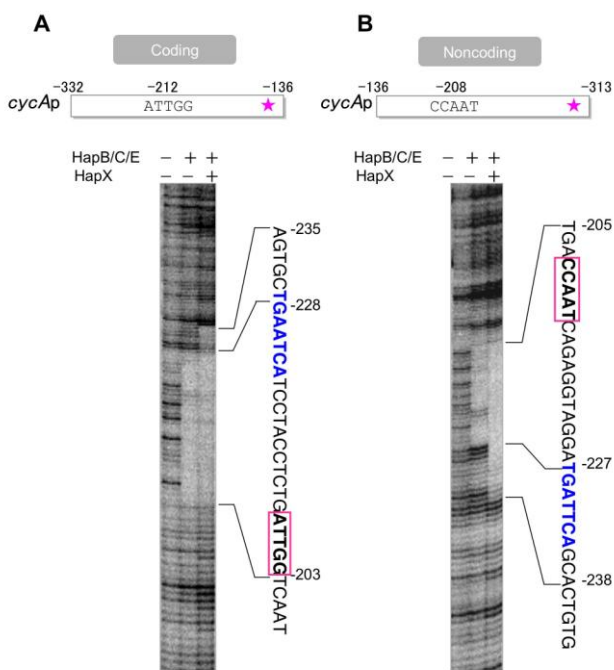 A
Coding
−332 −212 −136
cycAp ATTGG ★
HapB/C/E − + +
HapX − − +
-235
-228
-203
AGTGCTGAATCATCCTACCTCTGATTGGTCAAT
B
Noncoding
−136 −208 −313
cycAp CCAAT ★
HapB/C/E − + +
HapX − − +
-205
-227
-238
TGACCAATCAGAGGTAGGATGATTCAGCACTGTG